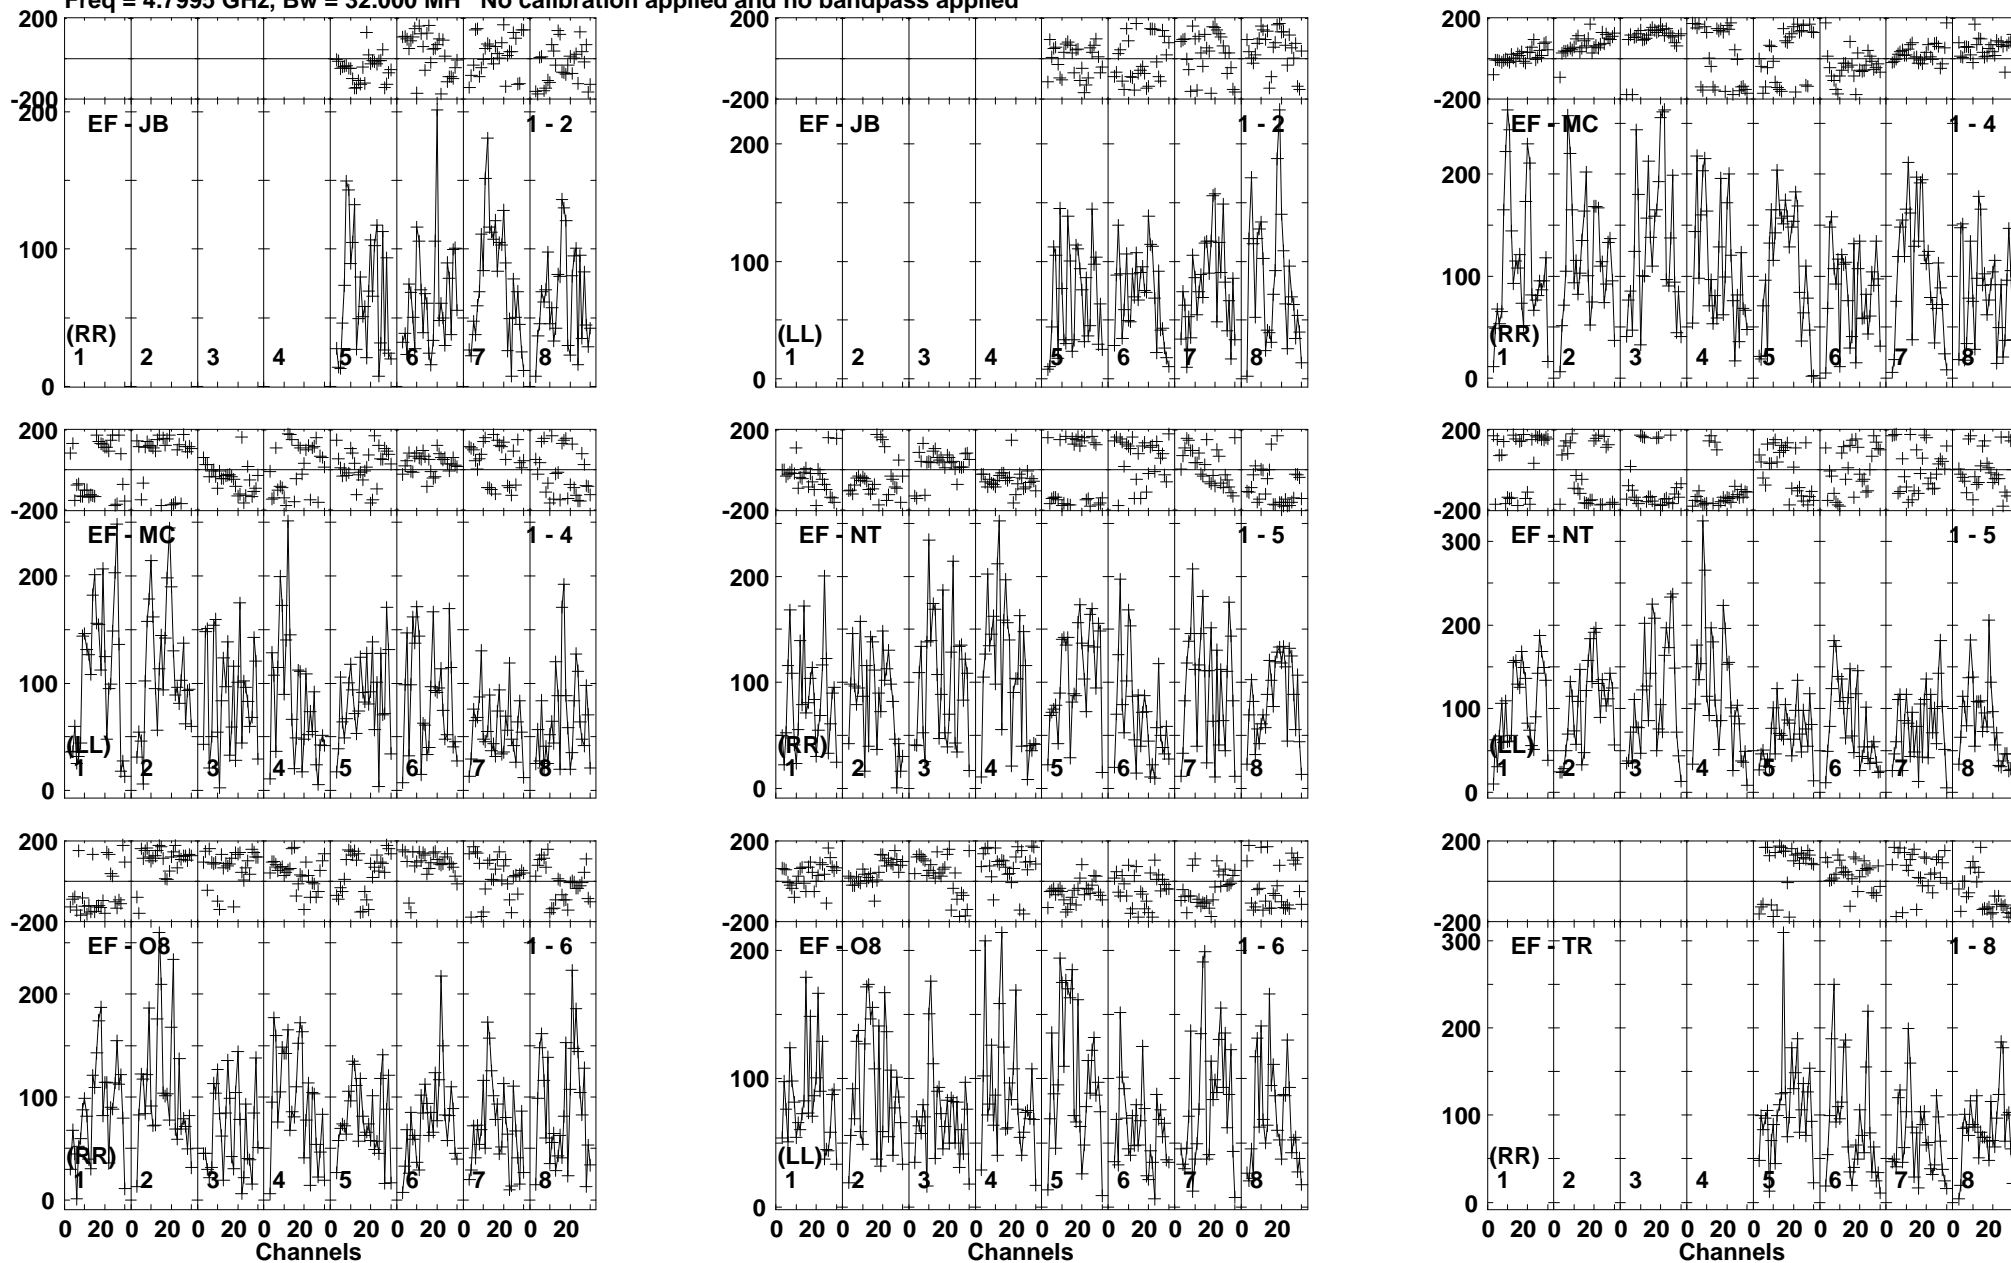 Freq = 4.7995 GHz, Bw = 32.000 MH No calibration applied and no bandpass applied
200 200 200
-200 -200 -200
EF - JB 1 - 2 EF - JB 1 - 2 EF - MC 1 - 4
200
200 200
100 100 100
(RR) (LL) (RR)
1 2 3 4 5 6 7 8 1 2 3 4 5 6 7 8 1 2 3 4 5 6 7 8
0 0 0
200 200 200
-200 -200 -200
EF - MC 1 - 4 EF - NT 1 - 5 EF - NT 1 - 5
300
200 200 200
100 100 100
(LL) (RR) (LL)
1 2 3 4 5 6 7 8 1 2 3 4 5 6 7 8 1 2 3 4 5 6 7 8
0 0 0
200 200 200
-200 -200 -200
EF - O8 1 - 6 EF - O8 1 - 6 EF - TR 1 - 8
300
200 200 200
100 100 100
(RR) (LL) (RR)
1 2 3 4 5 6 7 8 1 2 3 4 5 6 7 8 1 2 3 4 5 6 7 8
0 0 0
0 20 0 20 0 20 0 20 0 20 0 20 0 20 0 20 0 20 0 20 0 20 0 20 0 20 0 20 0 20 0 20 0 20 0 20 0 20 0 20 0 20 0 20 0 20 0 20
Channels Channels Channels